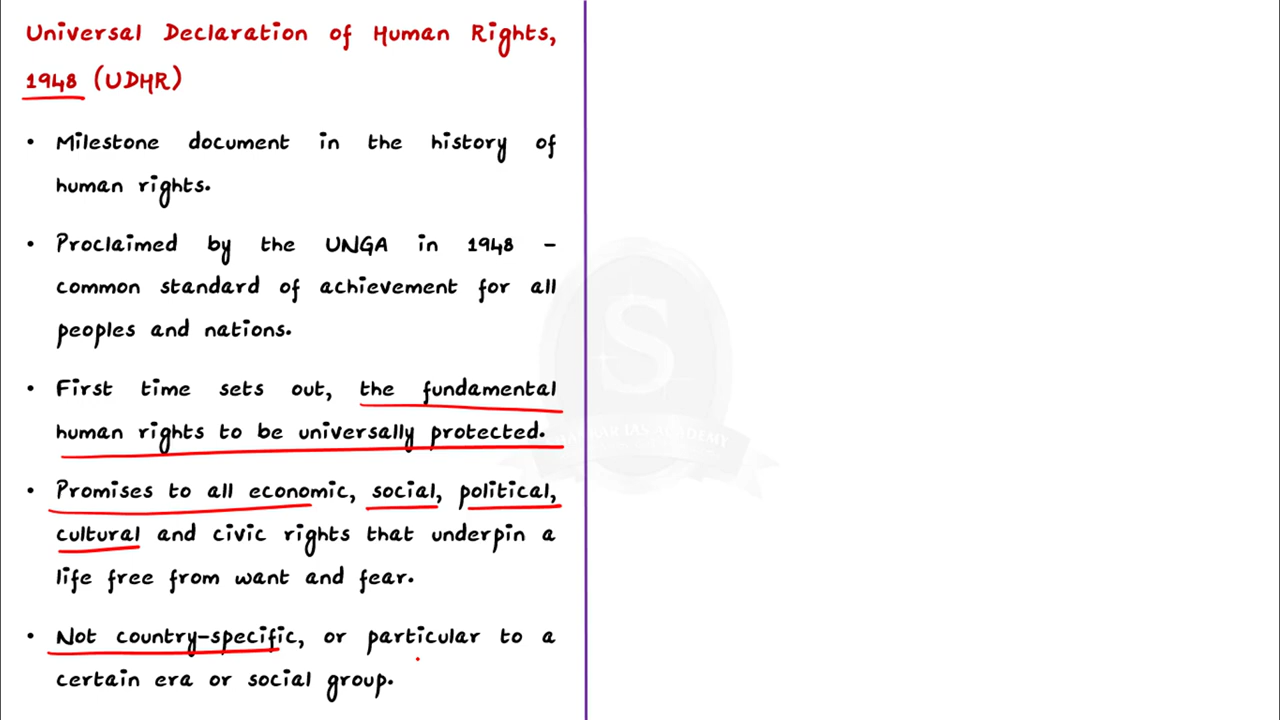 Universal Declaration of Human Rights,
1948 (UDHR)
• Milestone document in the history of
human rights.
• Proclaimed by the UNGA in 1948 –
common standard of achievement for all
peoples and nations.
• First time sets out, the fundamental
human rights to be universally protected.
• Promises to all economic, social, political,
cultural and civic rights that underpin a
life free from want and fear.
• Not country-specific, or particular to a
certain era or social group.
S
IAS ACADEMY